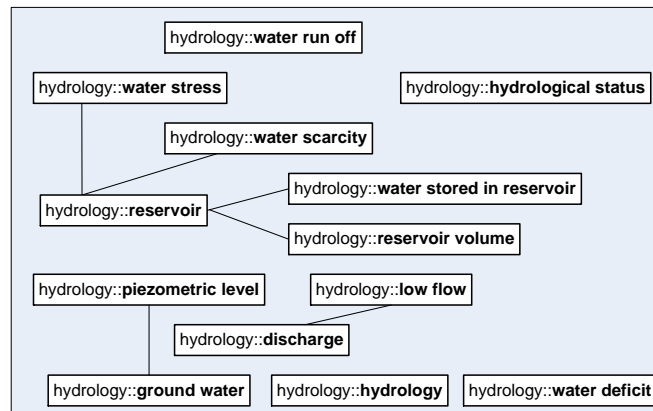 hydrology::water run off
hydrology::water stress
hydrology::hydrological status
hydrology::water scarcity
hydrology::water stored in reservoir
hydrology::reservoir
hydrology::reservoir volume
hydrology::piezometric level
hydrology::low flow
hydrology::discharge
hydrology::ground water
hydrology::hydrology
hydrology::water deficit